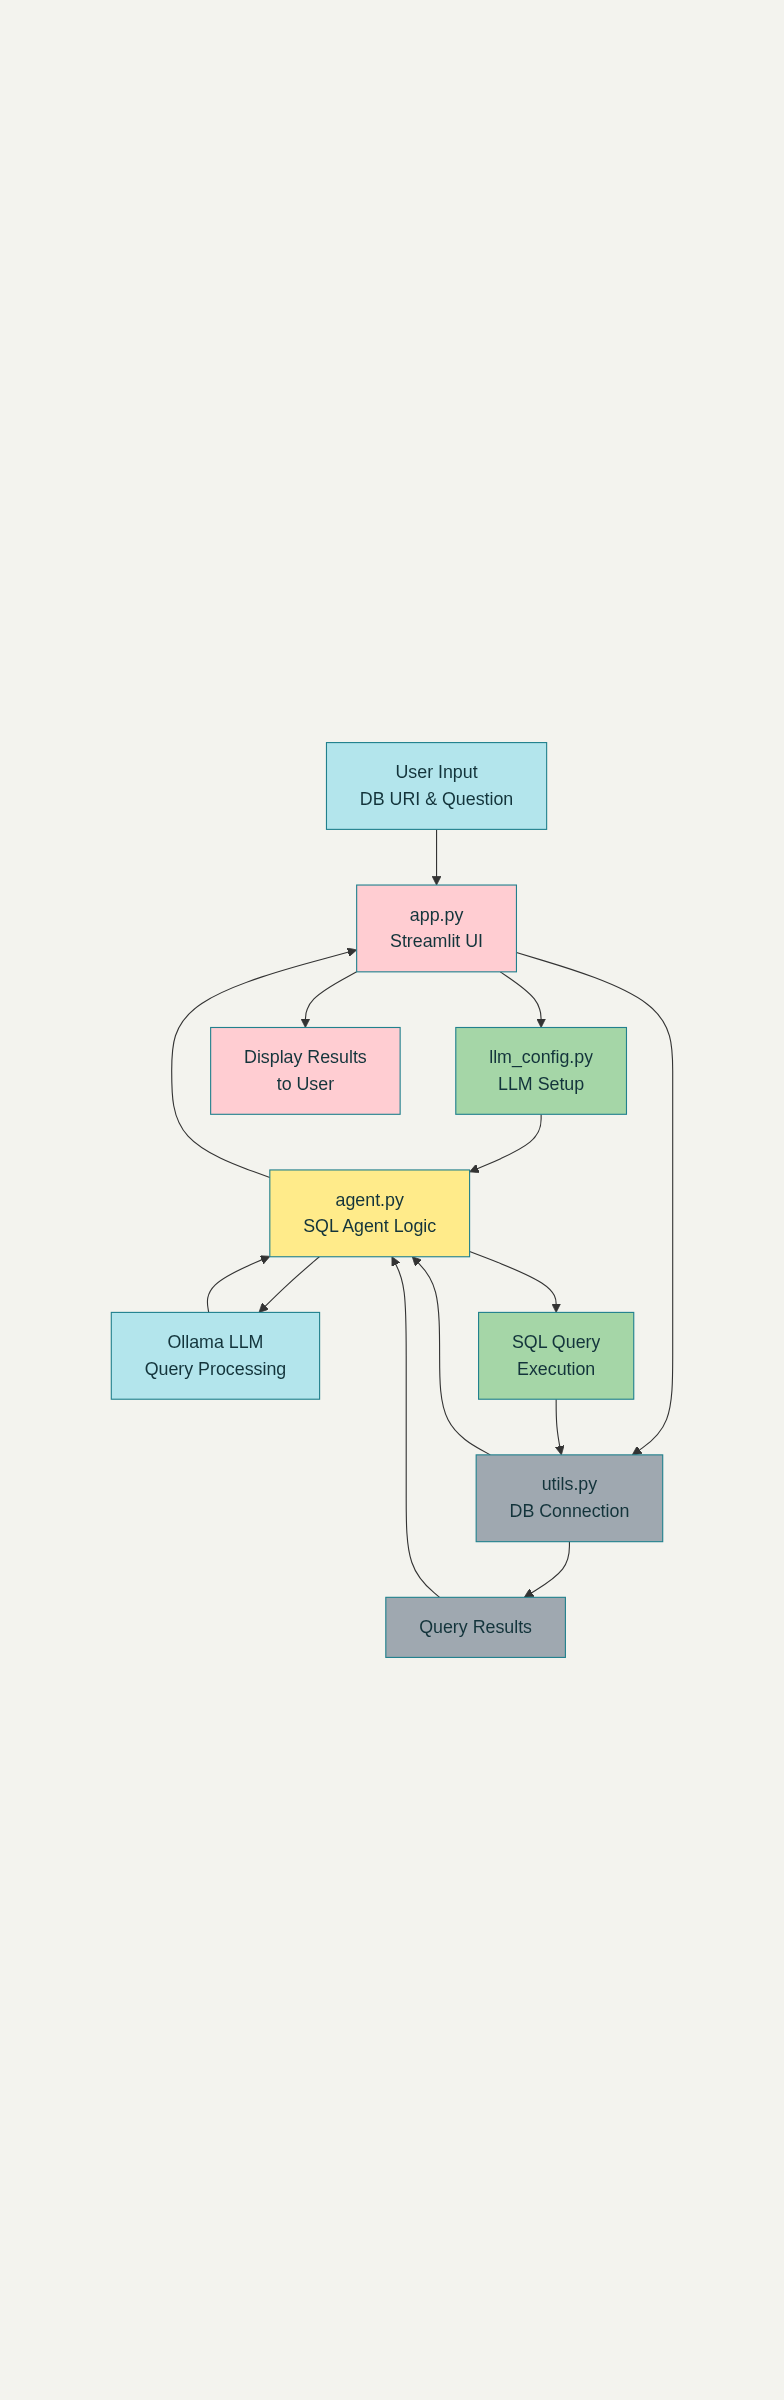 User Input
DB URI & Question
app.py
Streamlit UI
Display Results
to User
llm_config.py
LLM Setup
agent.py
SQL Agent Logic
Ollama LLM
Query Processing
SQL Query
Execution
utils.py
DB Connection
Query Results